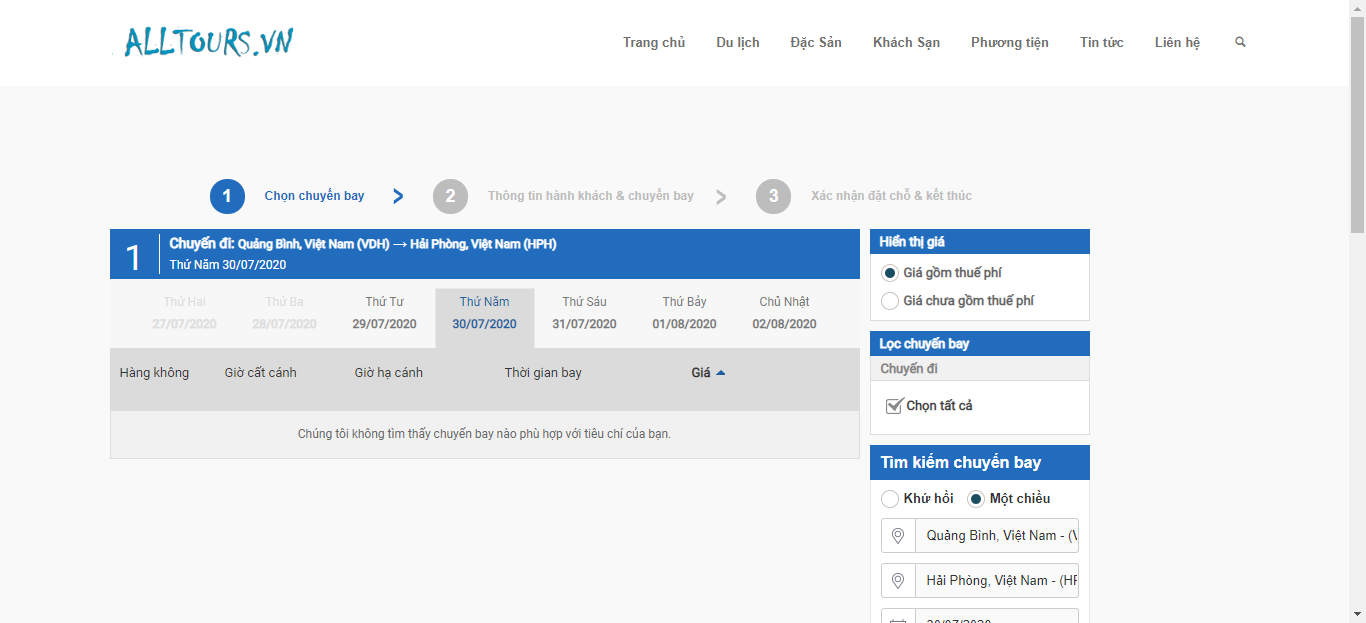 ALLTOURS.VN
Trang chủ Du lịch Đặc Sản Khách Sạn Phương tiện Tin tức Liên hệ
1 Chọn chuyến bay > 2 Thông tin hành khách & chuyến bay > 3 Xác nhận đặt chỗ & kết thúc
1
Chuyến đi: Quảng Bình, Việt Nam (VDH) → Hải Phòng, Việt Nam (HPH)
Thứ Năm 30/07/2020
Thứ Hai Thứ Ba Thứ Tư Thứ Năm Thứ Sáu Thứ Bảy Chủ Nhật
27/07/2020 28/07/2020 29/07/2020 30/07/2020 31/07/2020 01/08/2020 02/08/2020
Hàng không Giờ cất cánh Giờ hạ cánh Thời gian bay Giá
Chúng tôi không tìm thấy chuyến bay nào phù hợp với tiêu chí của bạn.
Hiển thị giá
Giá gồm thuế phí
Giá chưa gồm thuế phí
Lọc chuyến bay
Chuyến đi
Chọn tất cả
Tìm kiếm chuyến bay
Khứ hồi Một chiều
Quảng Bình, Việt Nam - (V
Hải Phòng, Việt Nam - (HP
30/07/2020